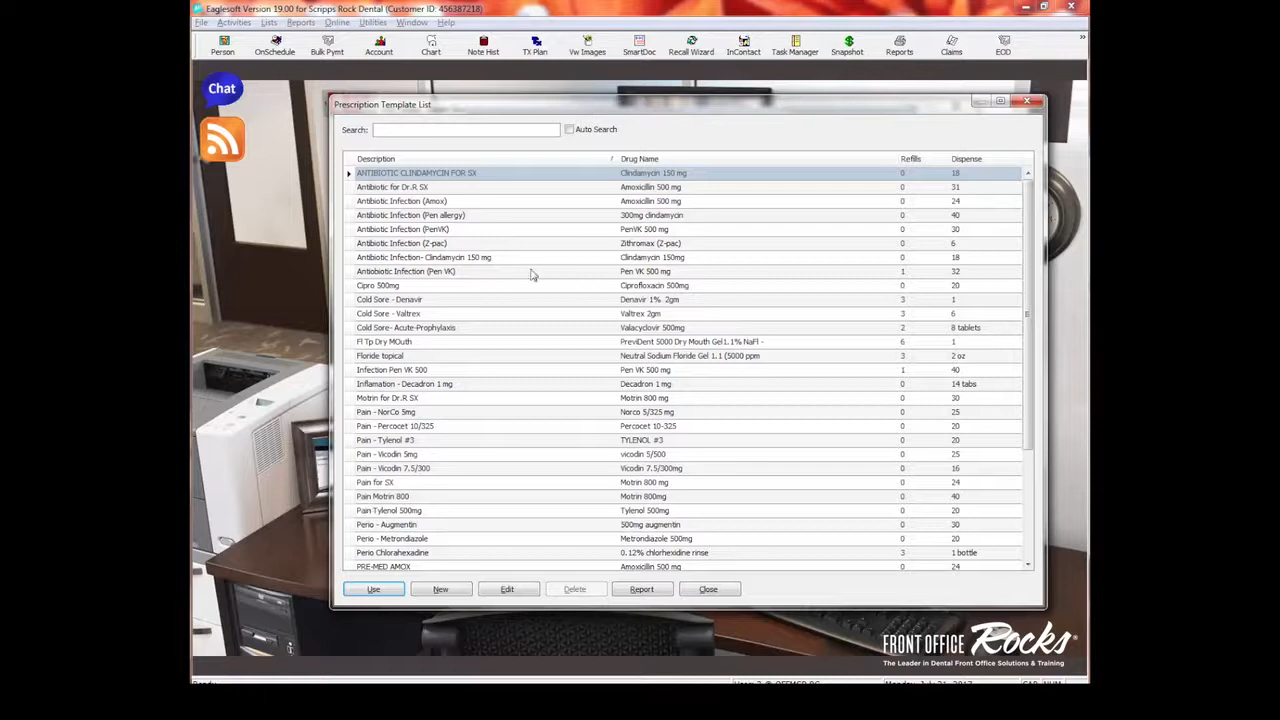 Eaglesoft Version 19.00 for Scripps Rock Dental (Customer ID: 456387218)
File Activities Lists Reports Online Utilities Window Help
Person OnSchedule Bulk Pymt Account Chart Note Hist TX Plan Vw Images SmartDoc Recall Wizard InContact Task Manager Snapshot Reports Claims EOD
Chat
Prescription Template List
Search: Auto Search
Description / Drug Name Refills Dispense
ANTIBIOTIC CLINDAMYCIN FOR SX Clindamycin 150 mg 0 18
Antibiotic for Dr.R SX Amoxicillin 500 mg 0 31
Antibiotic Infection (Amox) Amoxicillin 500 mg 0 24
Antibiotic Infection (Pen allergy) 300mg clindamycin 0 40
Antibiotic Infection (PenVK) PenVK 500 mg 0 30
Antibiotic Infection (Z-pac) Zithromax (Z-pac) 0 6
Antibiotic Infection- Clindamycin 150 mg Clindamycin 150mg 0 18
Antiobiotic Infection (Pen VK) Pen VK 500 mg 1 32
Cipro 500mg Ciprofloxacin 500mg 0 20
Cold Sore - Denavir Denavir 1% 2gm 3 1
Cold Sore - Valtrex Valtrex 2gm 3 6
Cold Sore- Acute-Prophylaxis Valacyclovir 500mg 2 8 tablets
Fl Tp Dry MOuth PreviDent 5000 Dry Mouth Gel1.1% NaFl - 6 1
Floride topical Neutral Sodium Floride Gel 1.1 (5000 ppm 3 2 oz
Infection Pen VK 500 Pen VK 500 mg 1 40
Inflamation - Decadron 1 mg Decadron 1 mg 0 14 tabs
Motrin for Dr.R SX Motrin 800 mg 0 30
Pain - NorCo 5mg Norco 5/325 mg 0 25
Pain - Percocet 10/325 Percocet 10-325 0 20
Pain - Tylenol #3 TYLENOL #3 0 20
Pain - Vicodin 5mg vicodin 5/500 0 25
Pain - Vicodin 7.5/300 Vicodin 7.5/300mg 0 16
Pain for SX Motrin 800 mg 0 24
Pain Motrin 800 Motrin 800mg 0 40
Pain Tylenol 500mg Tylenol 500mg 0 20
Perio - Augmentin 500mg augmentin 0 30
Perio - Metrondiazole Metrondiazole 500mg 0 20
Perio Chlorahexadine 0.12% chlorhexidine rinse 3 1 bottle
PRE-MED AMOX Amoxicillin 500 mg 0 24
Use New Edit Delete Report Close
FRONT OFFICE Rocks®
The Leader in Dental Front Office Solutions & Training